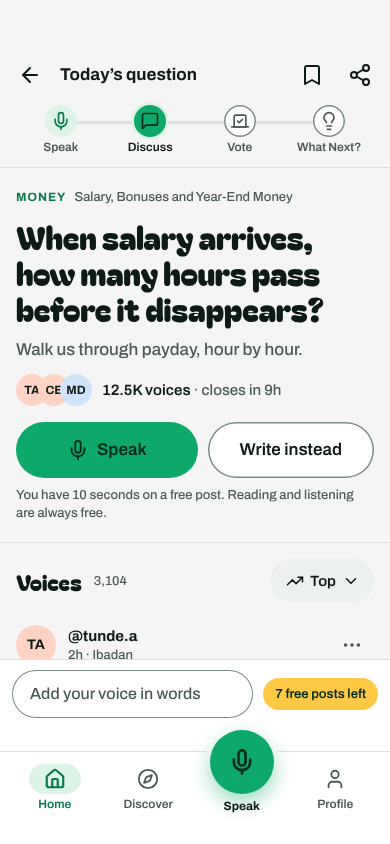 Today's question
Speak
Discuss
Vote
What Next?
MONEY Salary, Bonuses and Year-End Money
When salary arrives,
how many hours pass
before it disappears?
Walk us through payday, hour by hour.
TA CE MD 12.5K voices · closes in 9h
Speak
Write instead
You have 10 seconds on a free post. Reading and listening
are always free.
Voices 3,104
Top
TA
@tunde.a
2h · Ibadan
Add your voice in words
7 free posts left
Home
Discover
Speak
Profile